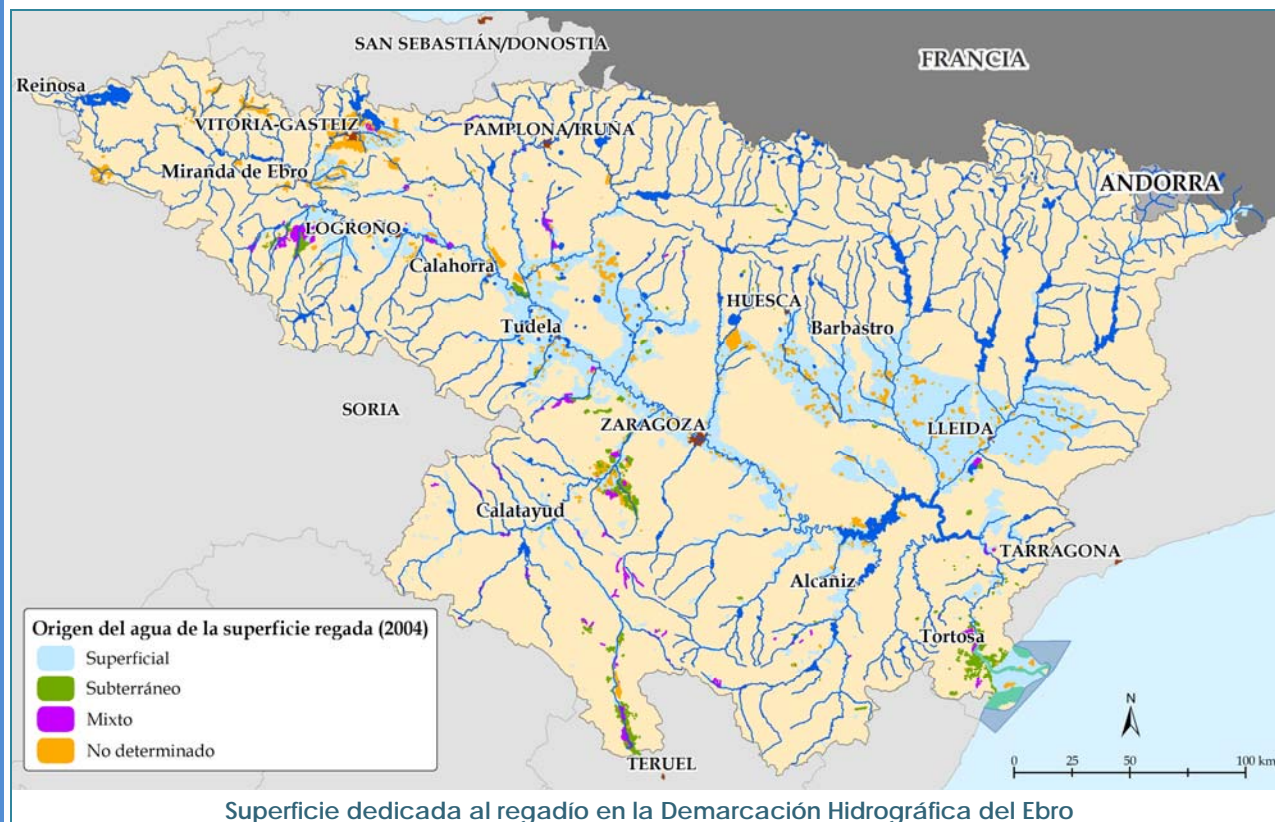 SAN SEBASTIÁN/DONOSTIA
FRANCIA
Reinosa
VITORIA-GASTEIZ
PAMPLONA/IRUÑA
Miranda de Ebro
ANDORRA
LOGROÑO
Calahorra
HUESCA
Tudela
Barbastro
SORIA
ZARAGOZA
LLEIDA
Calatayud
TARRAGONA
Alcañiz
Origen del agua de la superficie regada (2004)
Superficial
Subterráneo
Mixto
No determinado
Tortosa
N
0 25 50 100 km
TERUEL
Superficie dedicada al regadío en la Demarcación Hidrográfica del Ebro